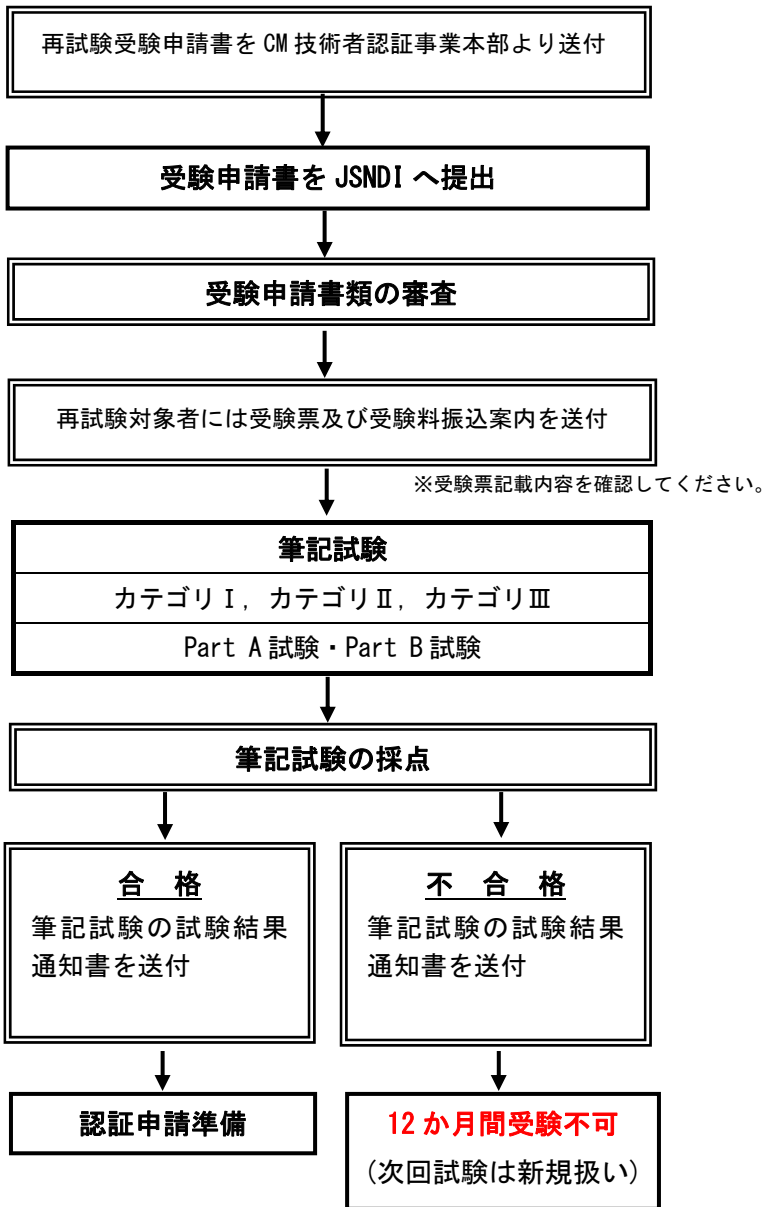 再試験受験申請書を CM 技術者認証事業本部より送付
受験申請書を JSNDI へ提出
受験申請書類の審査
再試験対象者には受験票及び受験料振込案内を送付
※受験票記載内容を確認してください。
筆記試験
カテゴリⅠ, カテゴリⅡ, カテゴリⅢ
Part A 試験・Part B 試験
筆記試験の採点
合 格
筆記試験の試験結果
通知書を送付
不 合 格
筆記試験の試験結果
通知書を送付
認証申請準備
12 か月間受験不可
(次回試験は新規扱い)